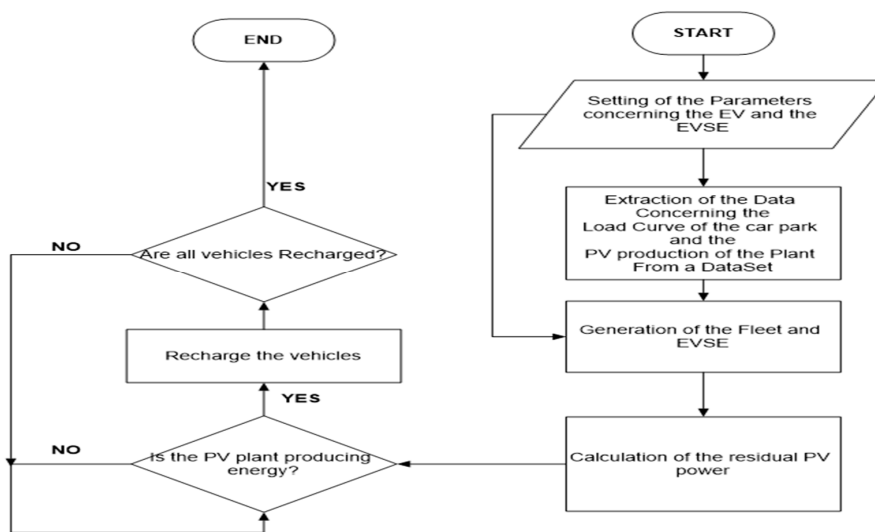 START
Setting of the Parameters
concerning the EV and the
EVSE
Extraction of the Data
Concerning the
Load Curve of the car park
and the
PV production of the Plant
From a DataSet
Generation of the Fleet and
EVSE
Calculation of the residual PV
power
Is the PV plant producing
energy?
NO
YES
Recharge the vehicles
Are all vehicles Recharged?
NO
YES
END